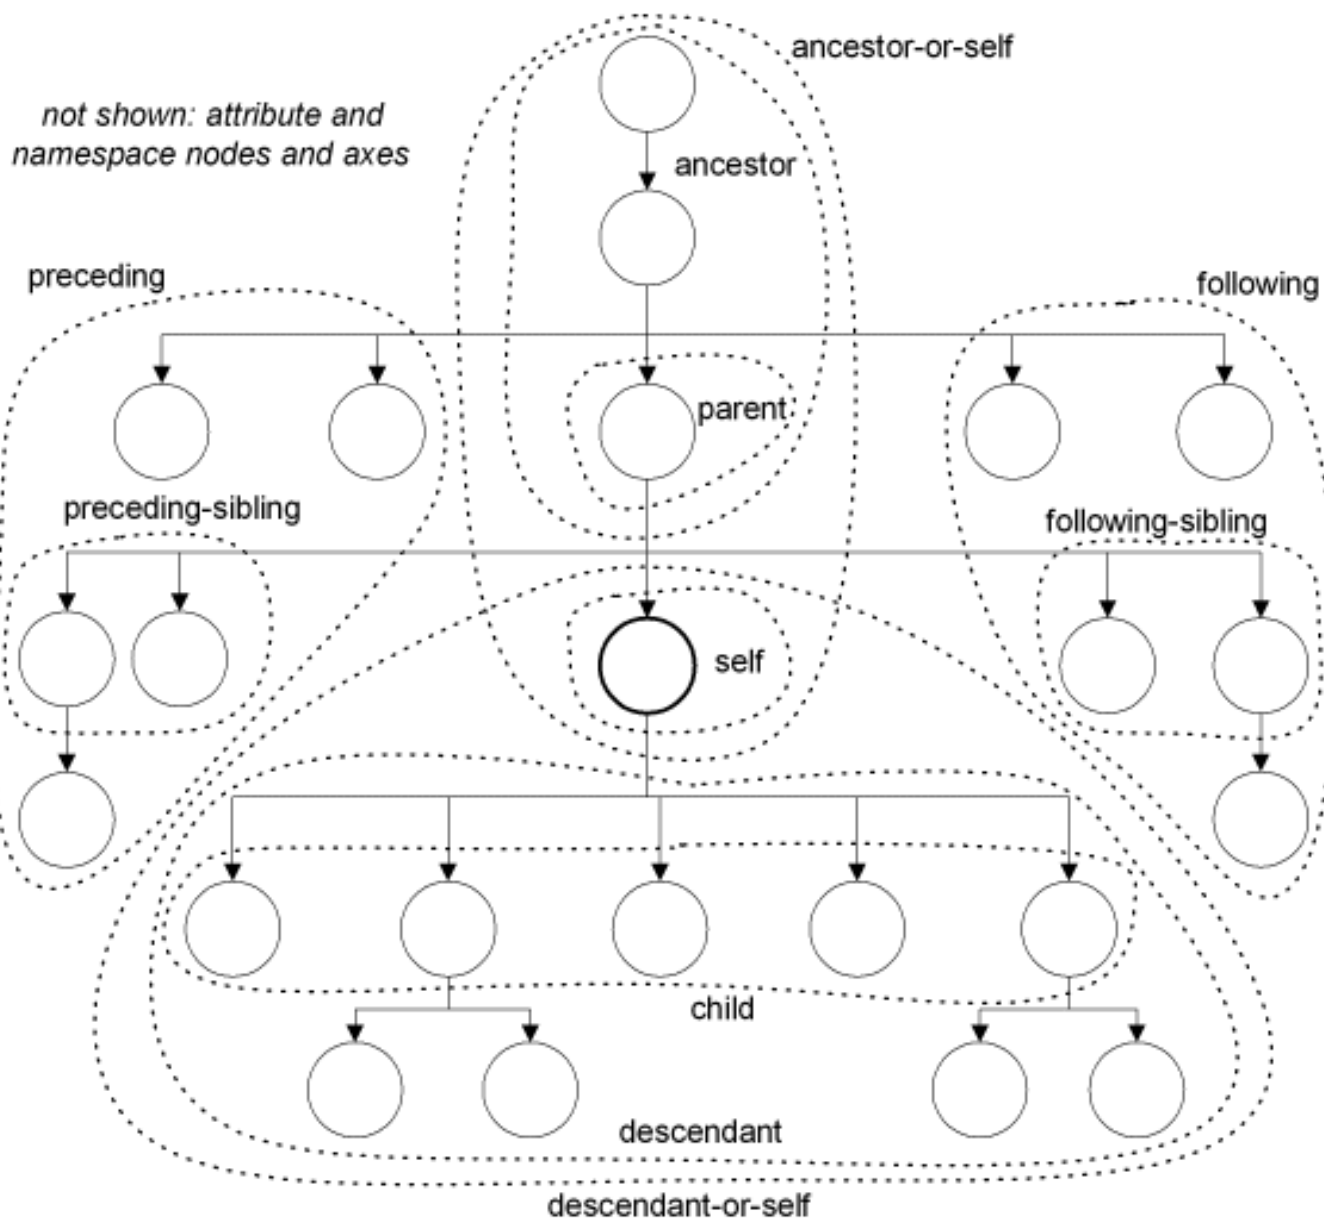 ancestor-or-self
not shown: attribute and
namespace nodes and axes
ancestor
preceding
following
parent
preceding-sibling
following-sibling
self
child
descendant
descendant-or-self